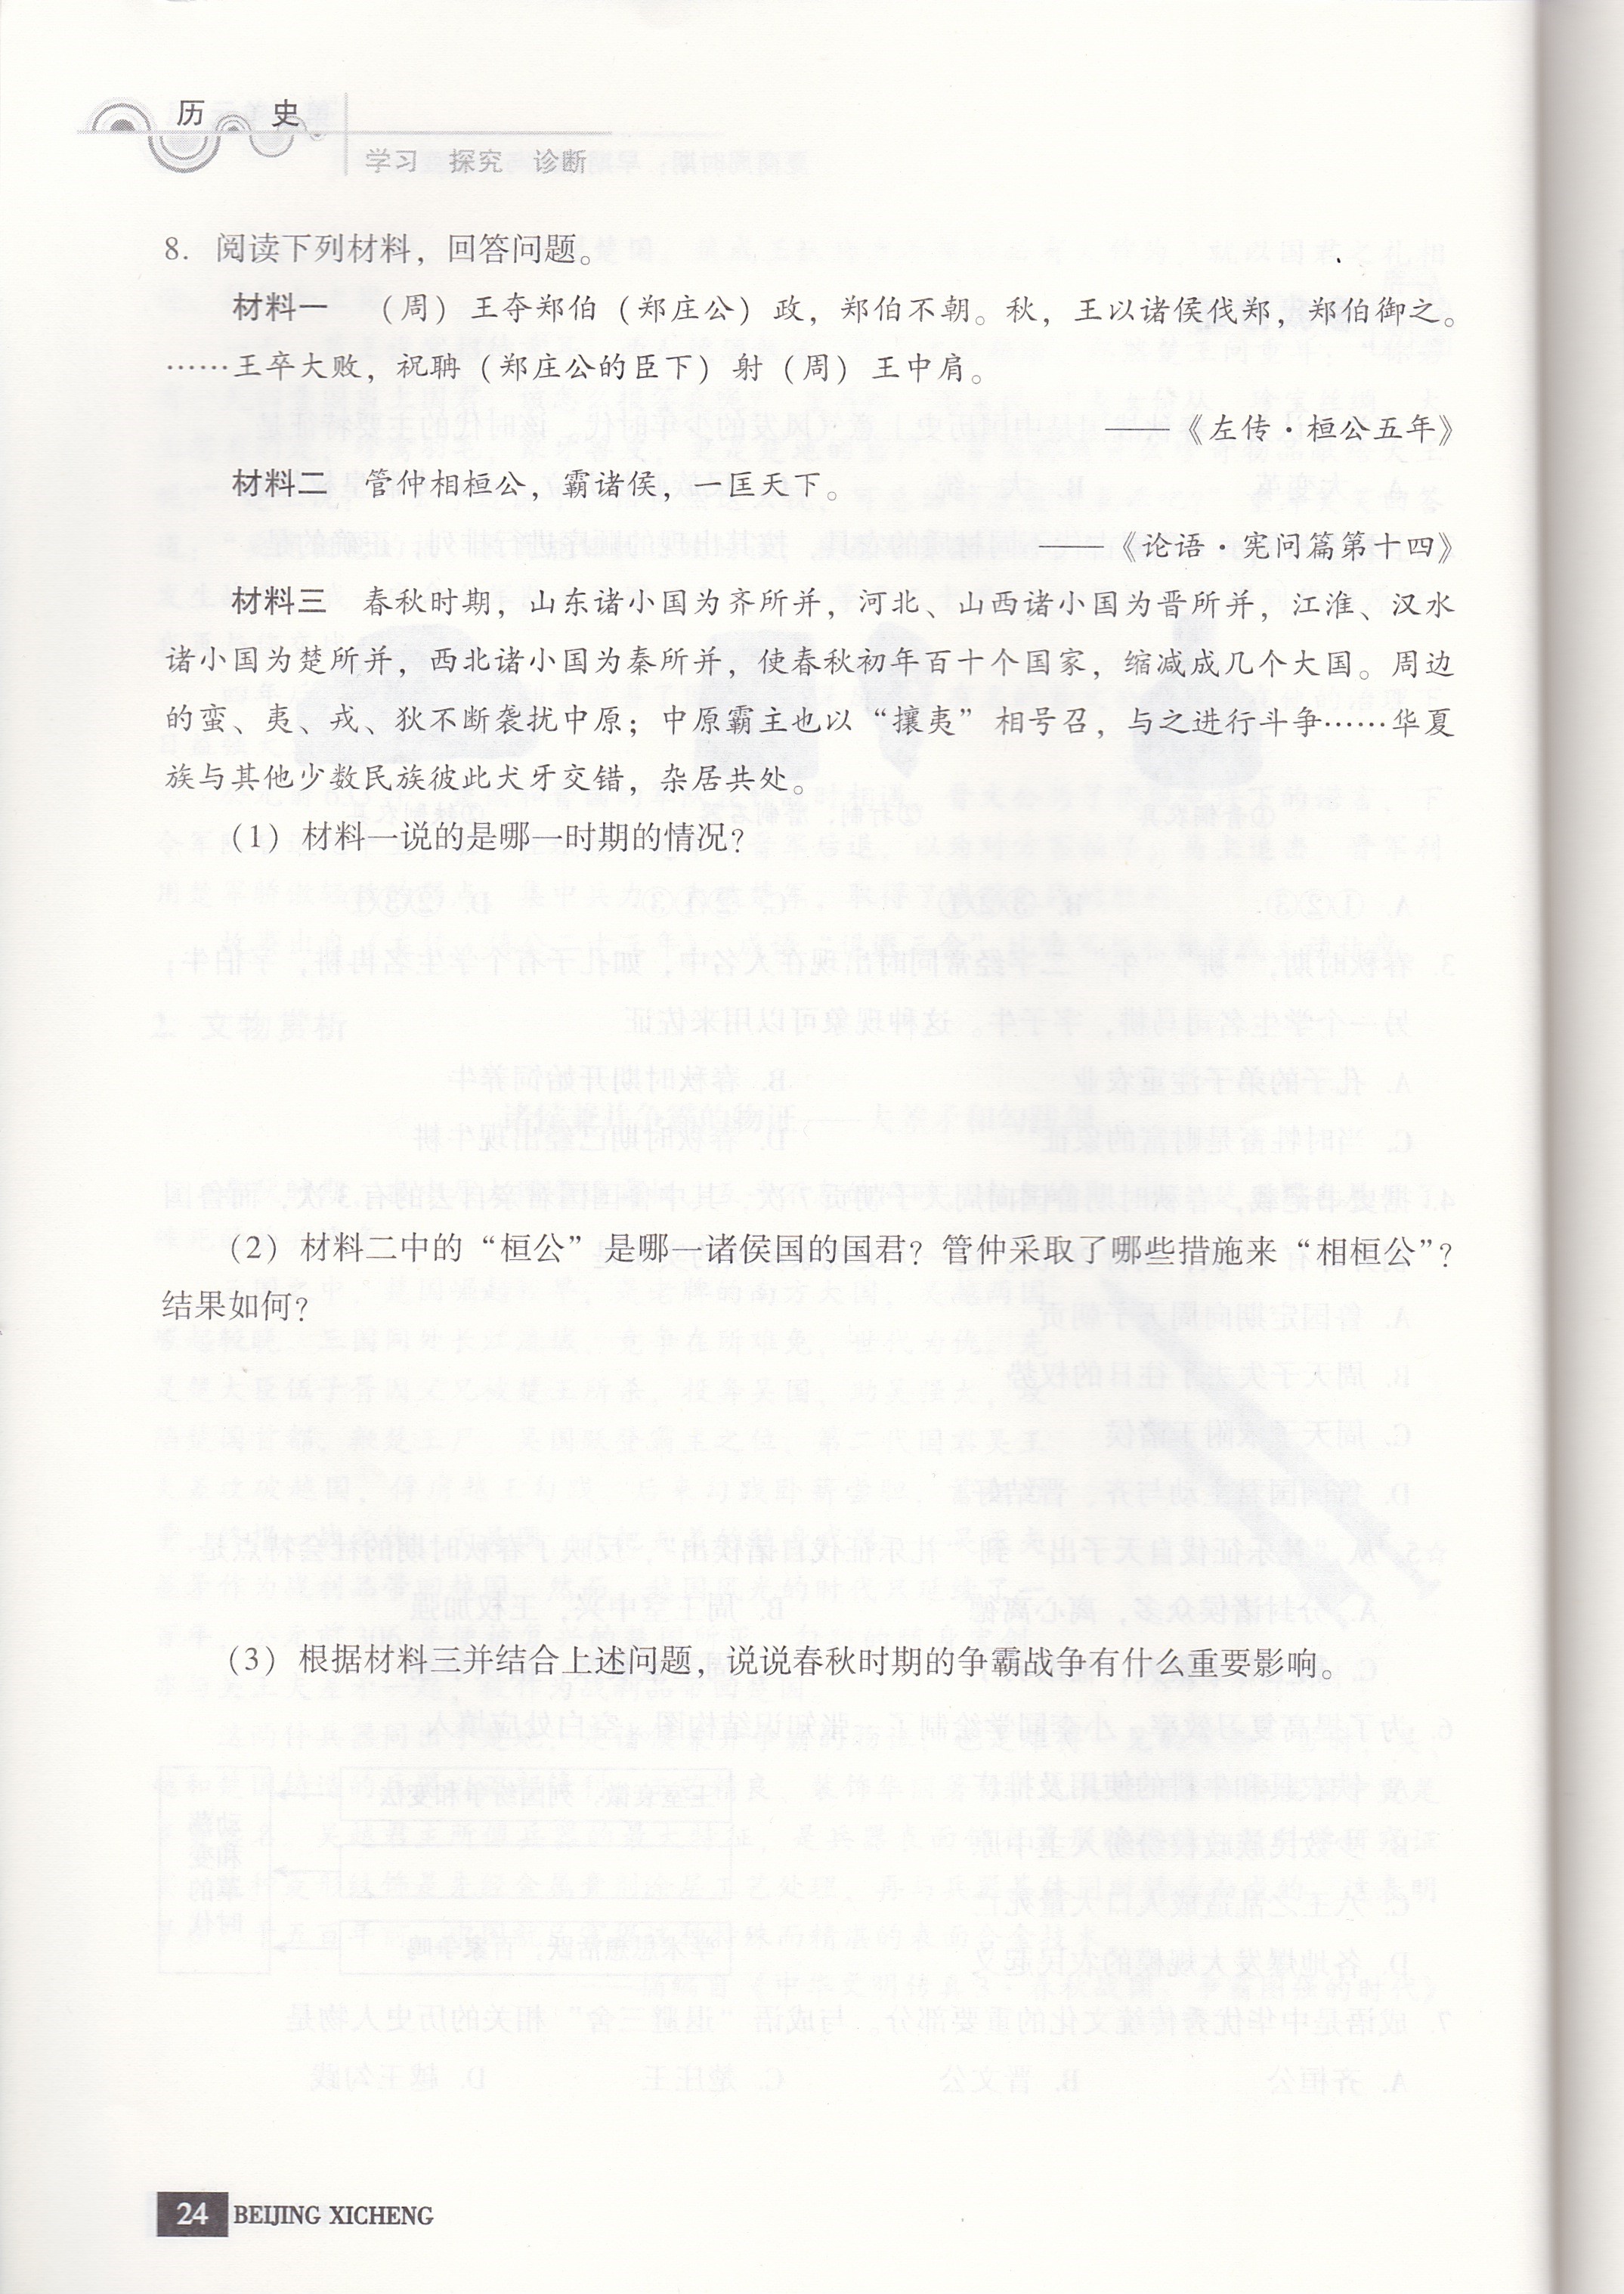 历 史
学习 探究 诊断
8. 阅读下列材料，回答问题。
材料一 （周）王夺郑伯（郑庄公）政，郑伯不朝。秋，王以诸侯伐郑，郑伯御之。
……王卒大败，祝聃（郑庄公的臣下）射（周）王中肩。
——《左传·桓公五年》
材料二 管仲相桓公，霸诸侯，一匡天下。
——《论语·宪问篇第十四》
材料三 春秋时期，山东诸小国为齐所并，河北、山西诸小国为晋所并，江淮、汉水
诸小国为楚所并，西北诸小国为秦所并，使春秋初年百十个国家，缩减成几个大国。周边
的蛮、夷、戎、狄不断袭扰中原；中原霸主也以“攘夷”相号召，与之进行斗争……华夏
族与其他少数民族彼此犬牙交错，杂居共处。
（1）材料一说的是哪一时期的情况？
（2）材料二中的“桓公”是哪一诸侯国的国君？管仲采取了哪些措施来“相桓公”？
结果如何？
（3）根据材料三并结合上述问题，说说春秋时期的争霸战争有什么重要影响。
24 BEIJING XICHENG